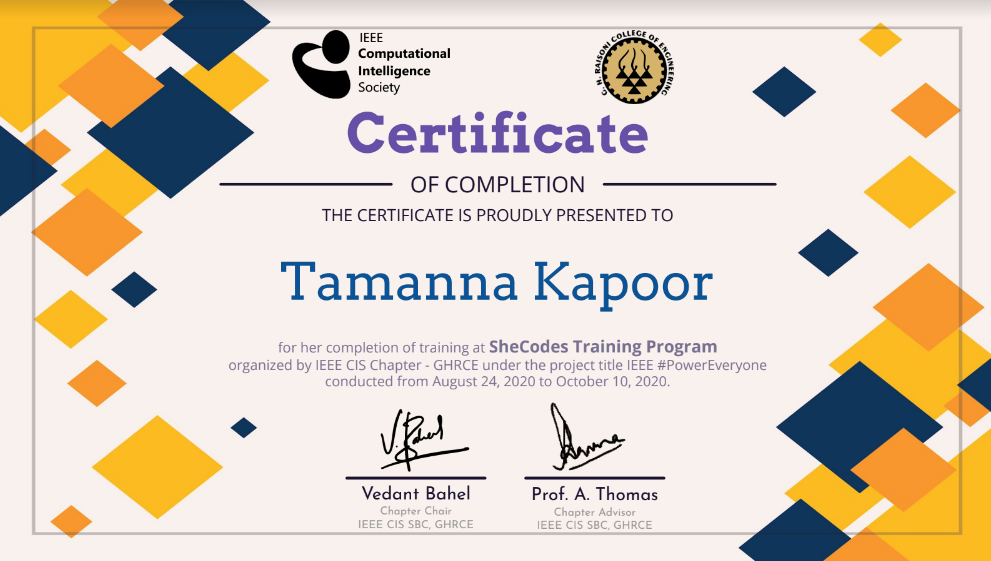 IEEE
Computational
Intelligence
Society
G. H. RAISONI COLLEGE OF ENGINEERING
Certificate
OF COMPLETION
THE CERTIFICATE IS PROUDLY PRESENTED TO
Tamanna Kapoor
for her completion of training at SheCodes Training Program
organized by IEEE CIS Chapter - GHRCE under the project title IEEE #PowerEveryone
conducted from August 24, 2020 to October 10, 2020.
Vedant Bahel
Chapter Chair
IEEE CIS SBC, GHRCE
Prof. A. Thomas
Chapter Advisor
IEEE CIS SBC, GHRCE